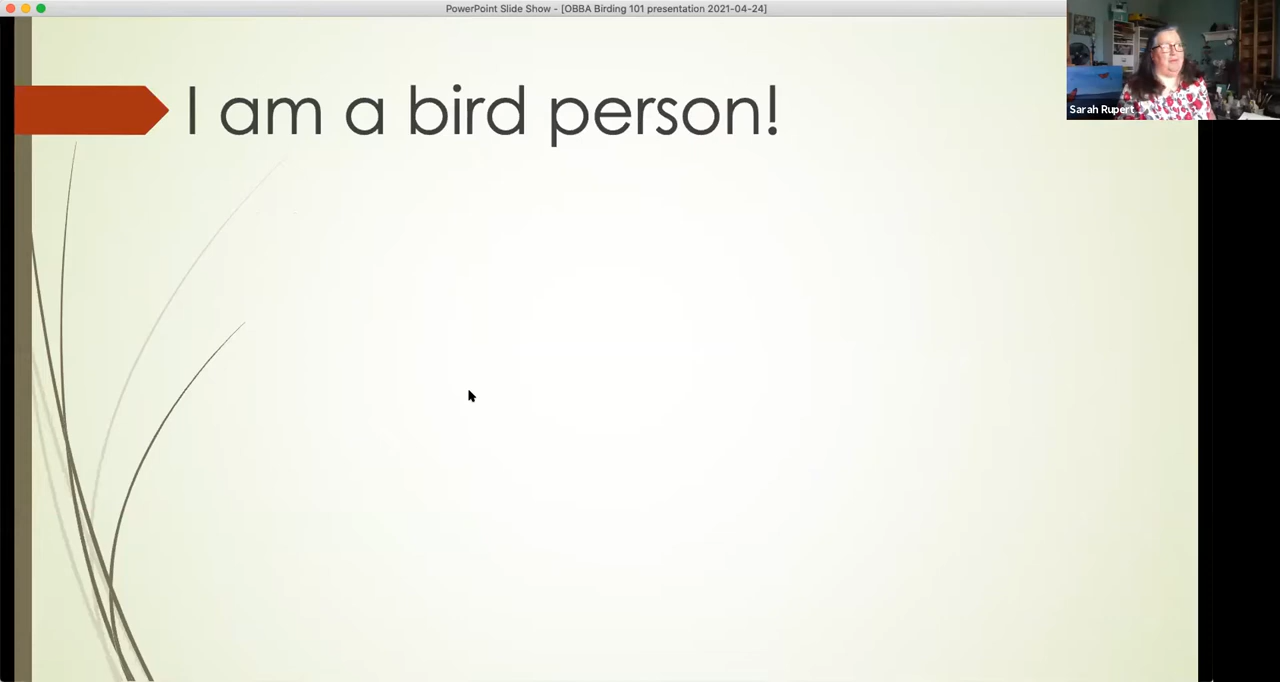 PowerPoint Slide Show - [OBBA Birding 101 presentation 2021-04-24]
I am a bird person!
Sarah Rupert